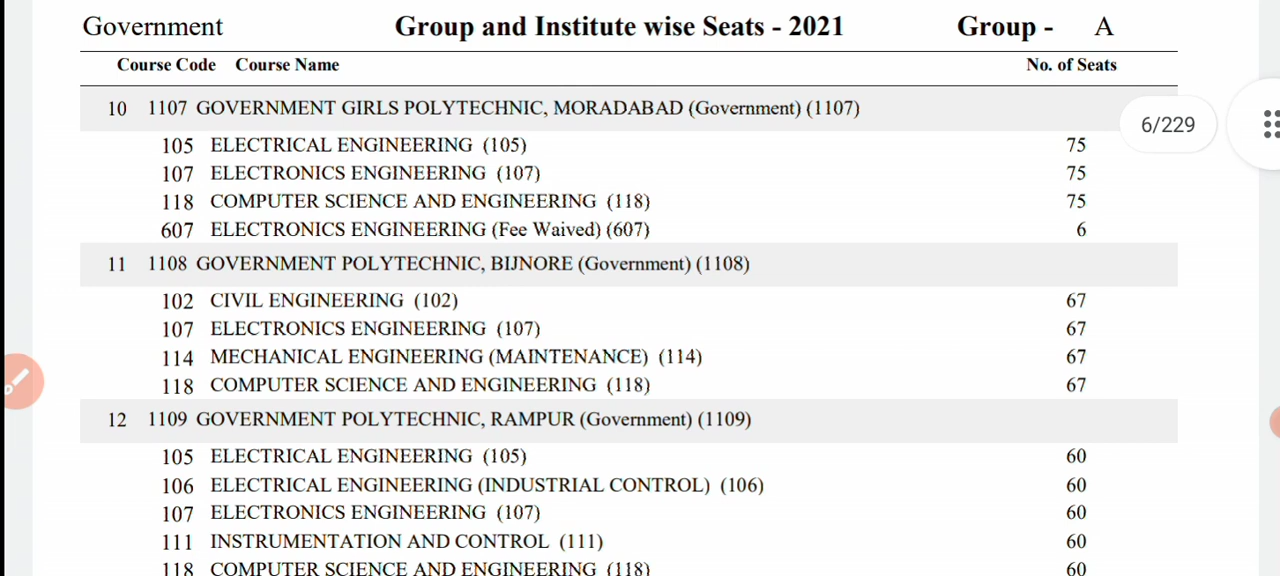 Government Group and Institute wise Seats - 2021 Group - A
Course Code Course Name No. of Seats
10 1107 GOVERNMENT GIRLS POLYTECHNIC, MORADABAD (Government) (1107)
6/229
105 ELECTRICAL ENGINEERING (105) 75
107 ELECTRONICS ENGINEERING (107) 75
118 COMPUTER SCIENCE AND ENGINEERING (118) 75
607 ELECTRONICS ENGINEERING (Fee Waived) (607) 6
11 1108 GOVERNMENT POLYTECHNIC, BIJNORE (Government) (1108)
102 CIVIL ENGINEERING (102) 67
107 ELECTRONICS ENGINEERING (107) 67
114 MECHANICAL ENGINEERING (MAINTENANCE) (114) 67
118 COMPUTER SCIENCE AND ENGINEERING (118) 67
12 1109 GOVERNMENT POLYTECHNIC, RAMPUR (Government) (1109)
105 ELECTRICAL ENGINEERING (105) 60
106 ELECTRICAL ENGINEERING (INDUSTRIAL CONTROL) (106) 60
107 ELECTRONICS ENGINEERING (107) 60
111 INSTRUMENTATION AND CONTROL (111) 60
118 COMPUTER SCIENCE AND ENGINEERING (118) 60